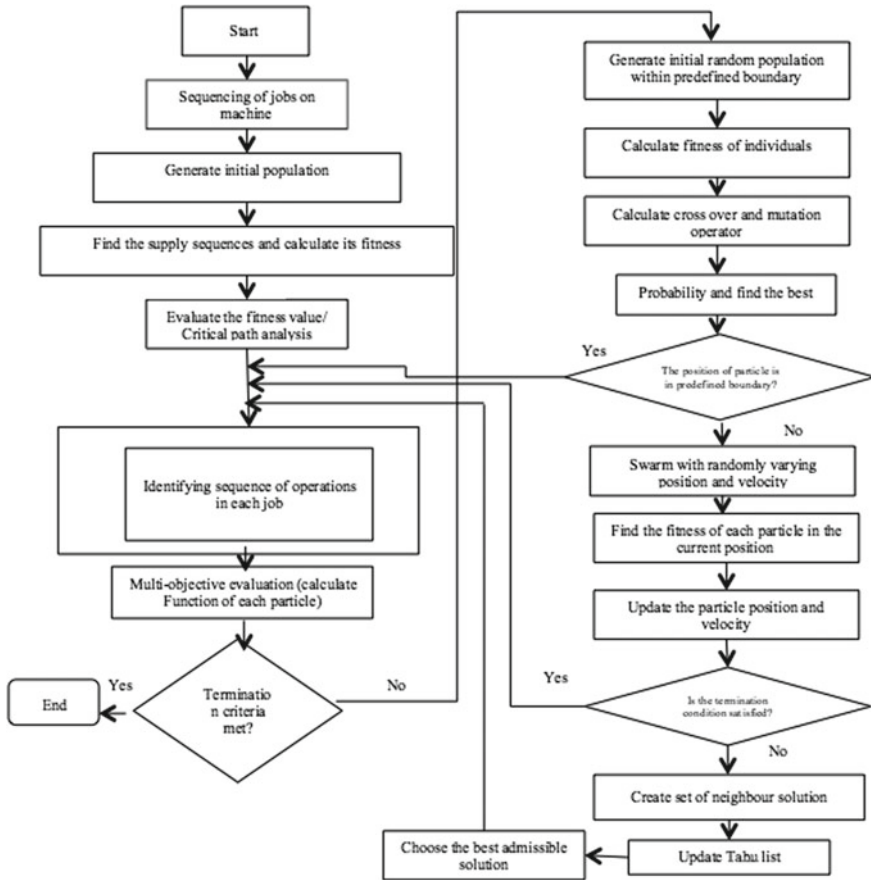 Start
Sequencing of jobs on
machine
Generate initial population
Find the supply sequences and calculate its fitness
Evaluate the fitness value/
Critical path analysis
Identifying sequence of operations
in each job
Multi-objective evaluation (calculate
Function of each particle)
Terminatio
n criteria
met?
Yes
End
No
Generate initial random population
within predefined boundary
Calculate fitness of individuals
Calculate cross over and mutation
operator
Probability and find the best
Yes
The position of particle is
in predefined boundary?
No
Swarm with randomly varying
position and velocity
Find the fitness of each particle in the
current position
Update the particle position and
velocity
Yes
Is the termination
condition satisfied?
No
Create set of neighbour solution
Update Tabu list
Choose the best admissible
solution